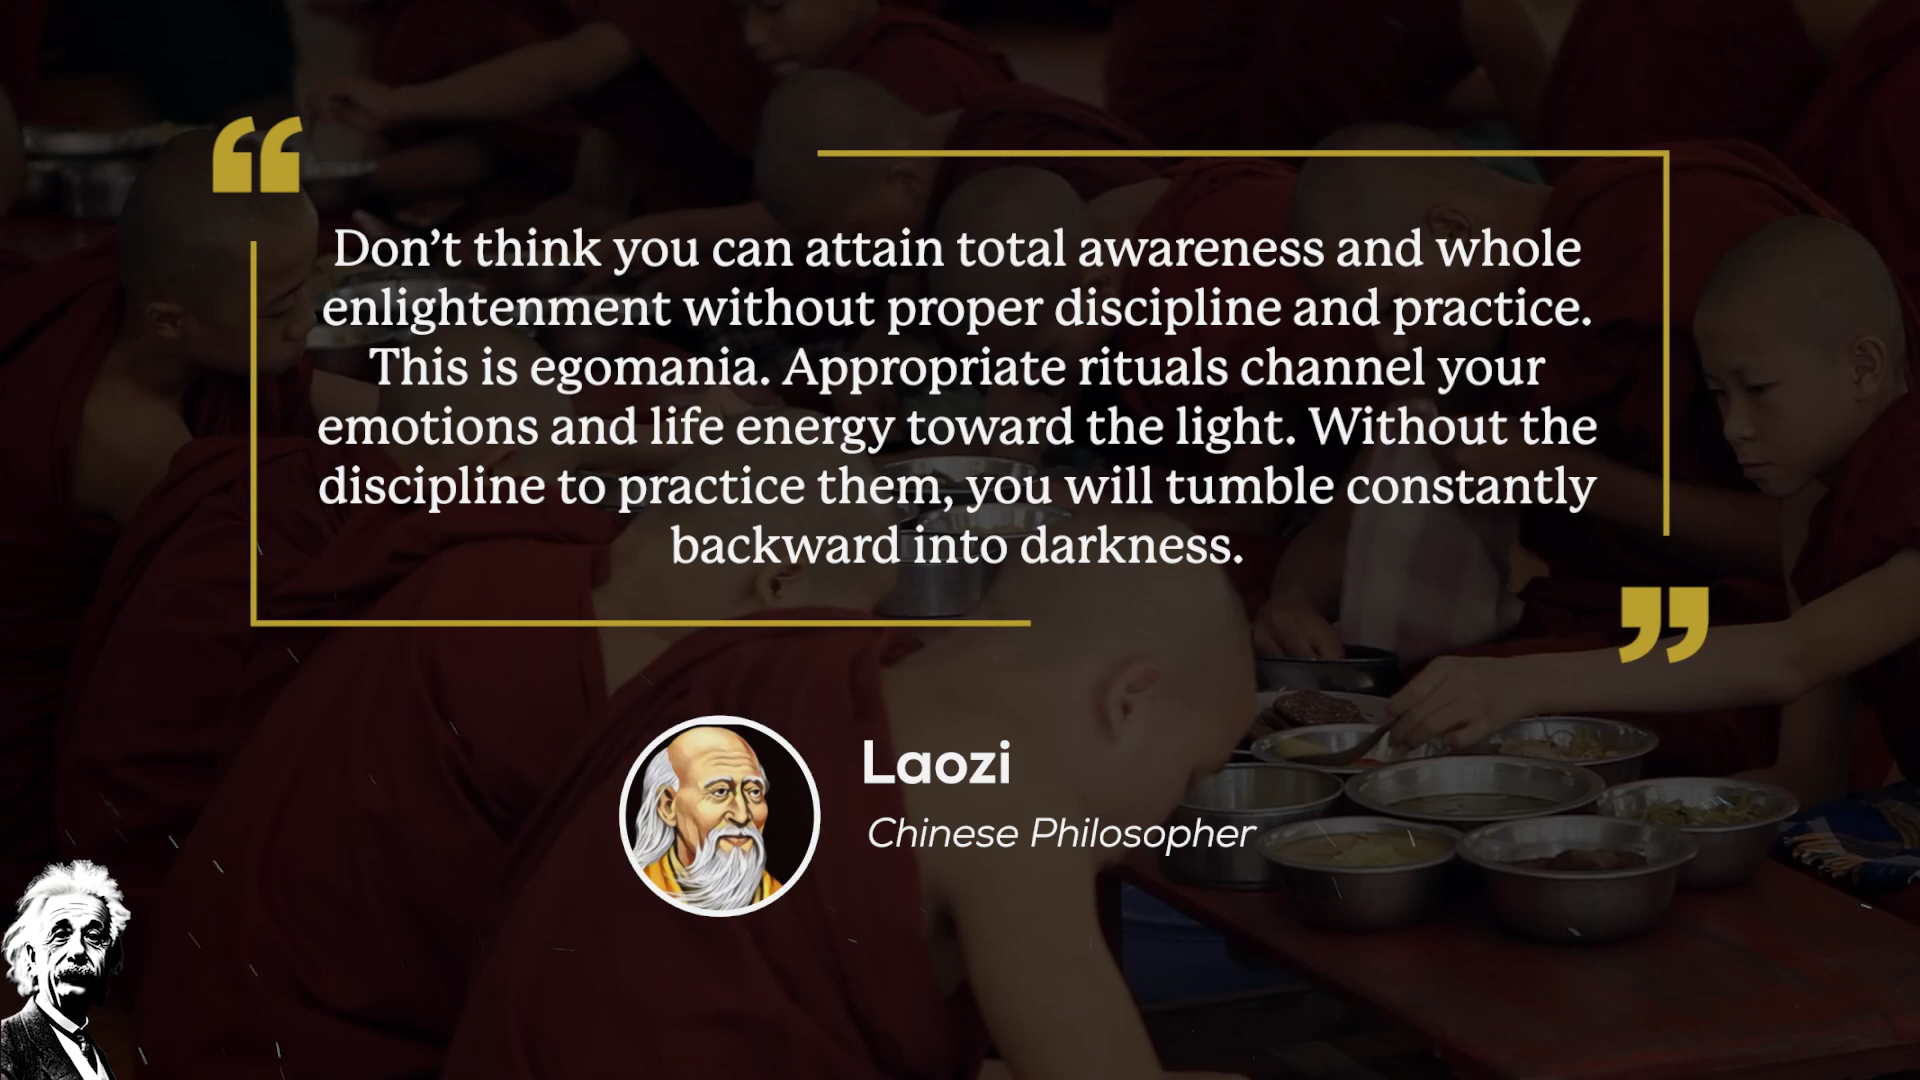 “
Don’t think you can attain total awareness and whole
enlightenment without proper discipline and practice.
This is egomania. Appropriate rituals channel your
emotions and life energy toward the light. Without the
discipline to practice them, you will tumble constantly
backward into darkness.
”
Laozi
Chinese Philosopher